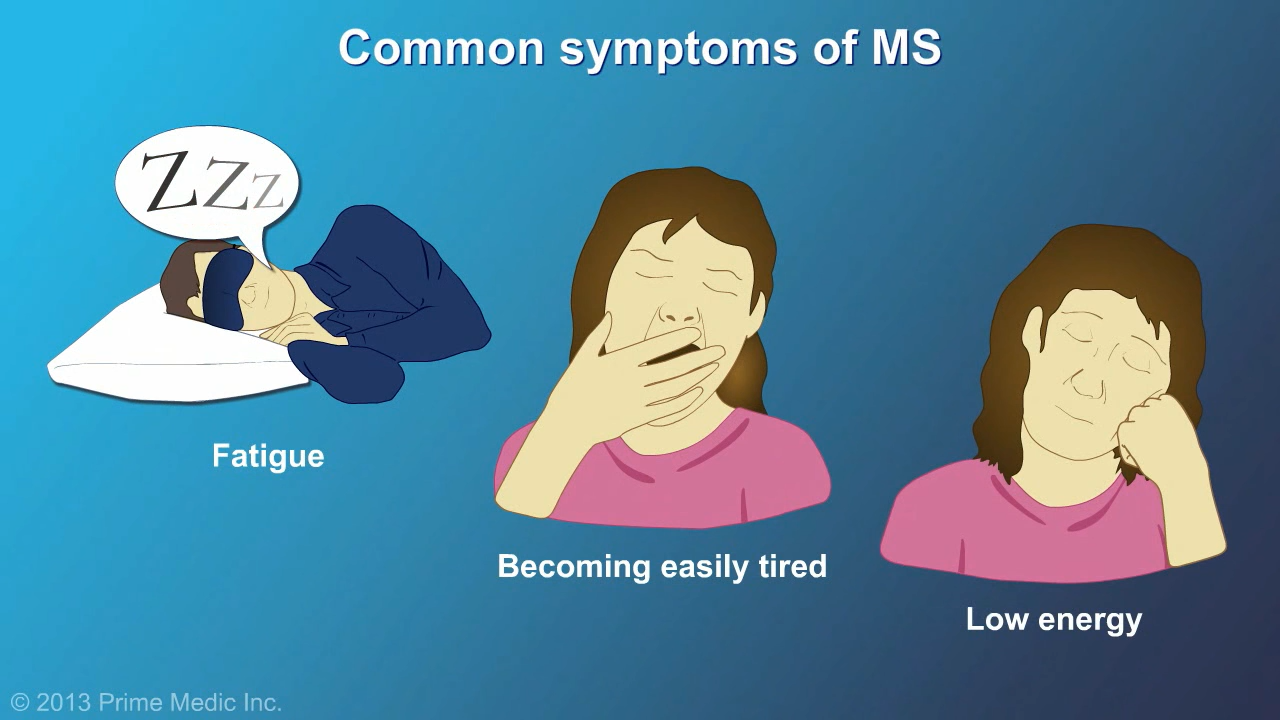 Common symptoms of MS
ZZz
Fatigue
Becoming easily tired
Low energy
© 2013 Prime Medic Inc.